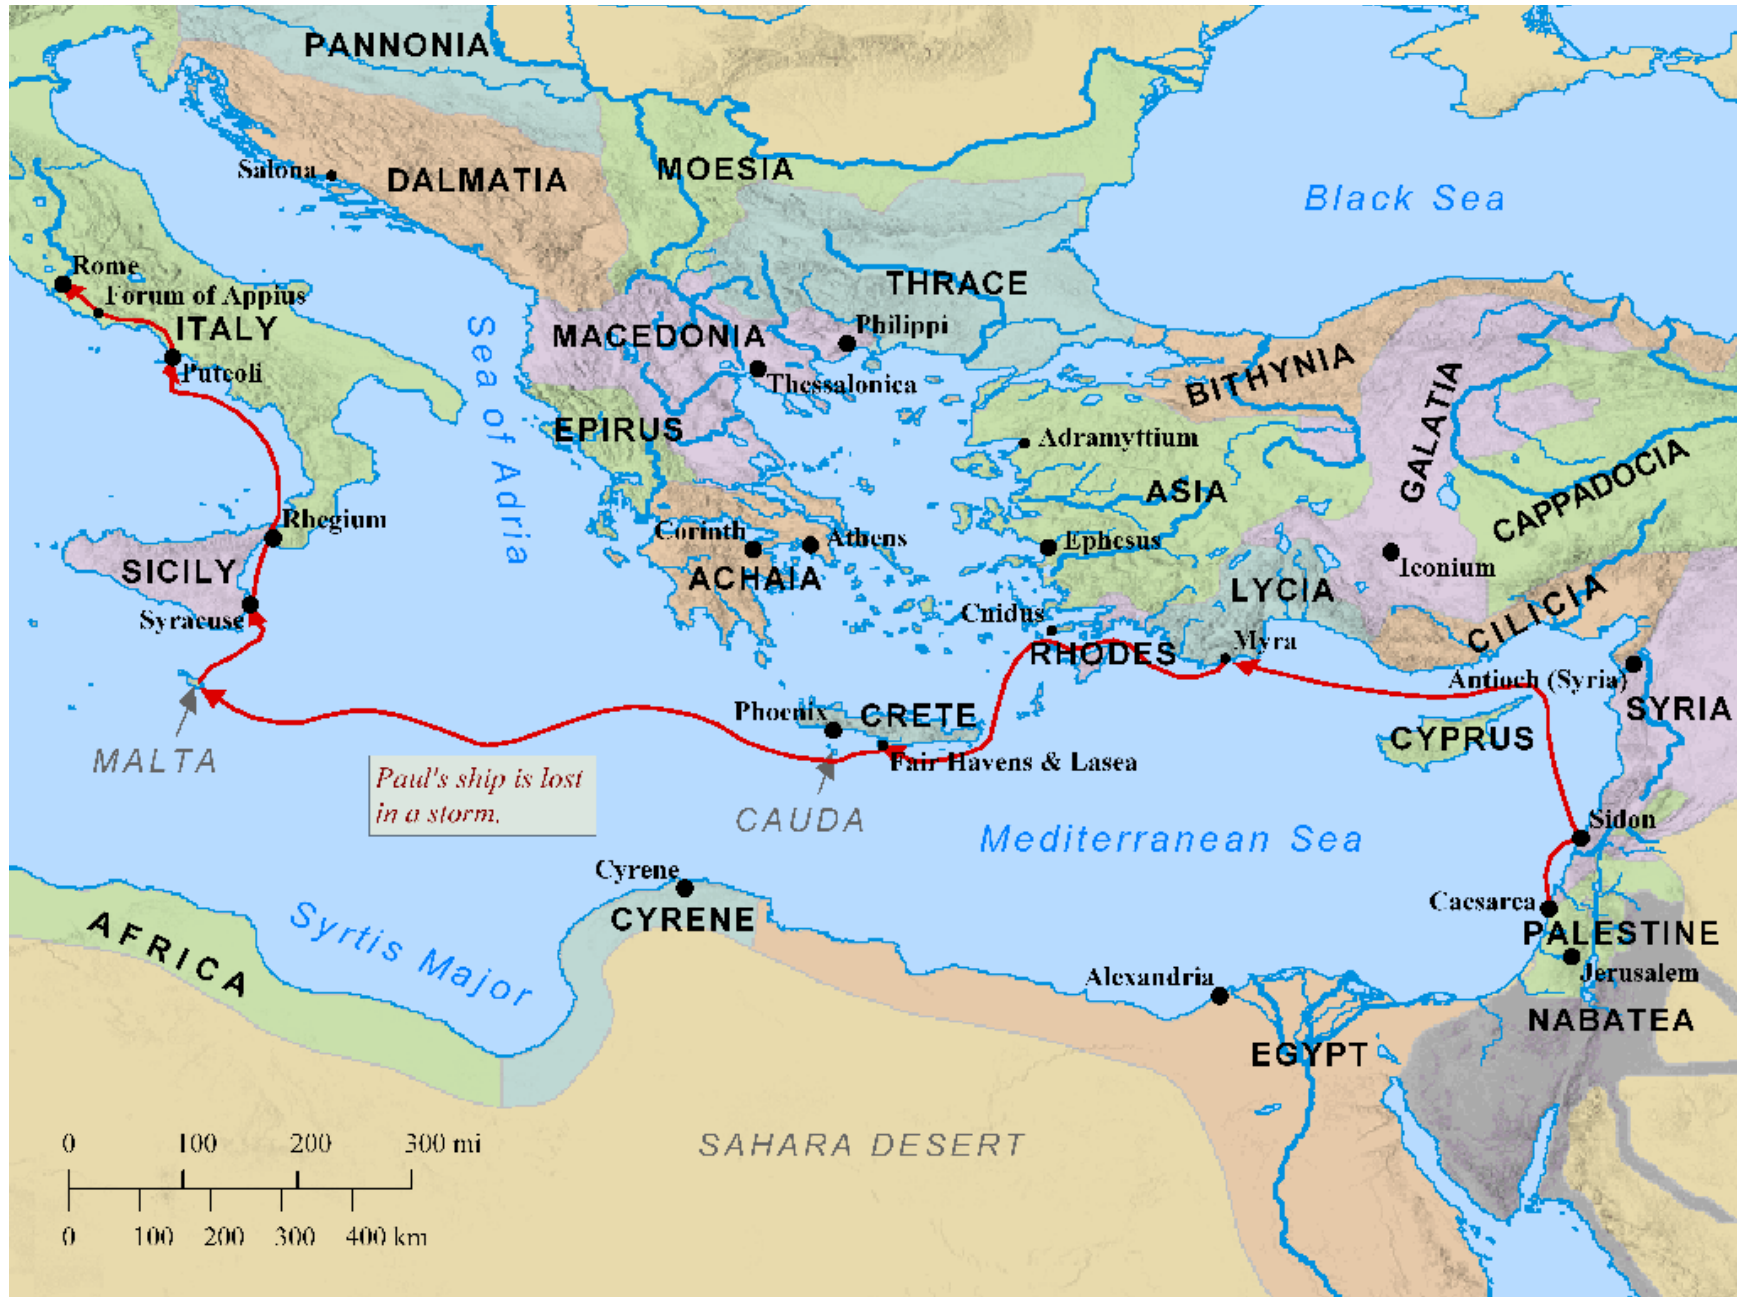 PANNONIA
Salona
DALMATIA
MOESIA
Black Sea
Rome
Forum of Appius
ITALY
Puteoli
Sea of Adria
MACEDONIA
THRACE
Philippi
Thessalonica
EPIRUS
BITHYNIA
GALATIA
Adramyttium
ASIA
CAPPADOCIA
Rhegium
SICILY
Syracuse
Corinth
Athens
ACHAIA
Ephesus
Iconium
LYCIA
CILICIA
Cnidus
RHODES
Myra
Antioch (Syria)
SYRIA
MALTA
Phoenix
CRETE
Fair Havens & Lasea
CYPRUS
Paul's ship is lost
in a storm.
CAUDA
Mediterranean Sea
Sidon
Cyrene
CYRENE
Caesarea
PALESTINE
Jerusalem
AFRICA
Syrtis Major
Alexandria
NABATEA
EGYPT
SAHARA DESERT
0 100 200 300 mi
0 100 200 300 400 km